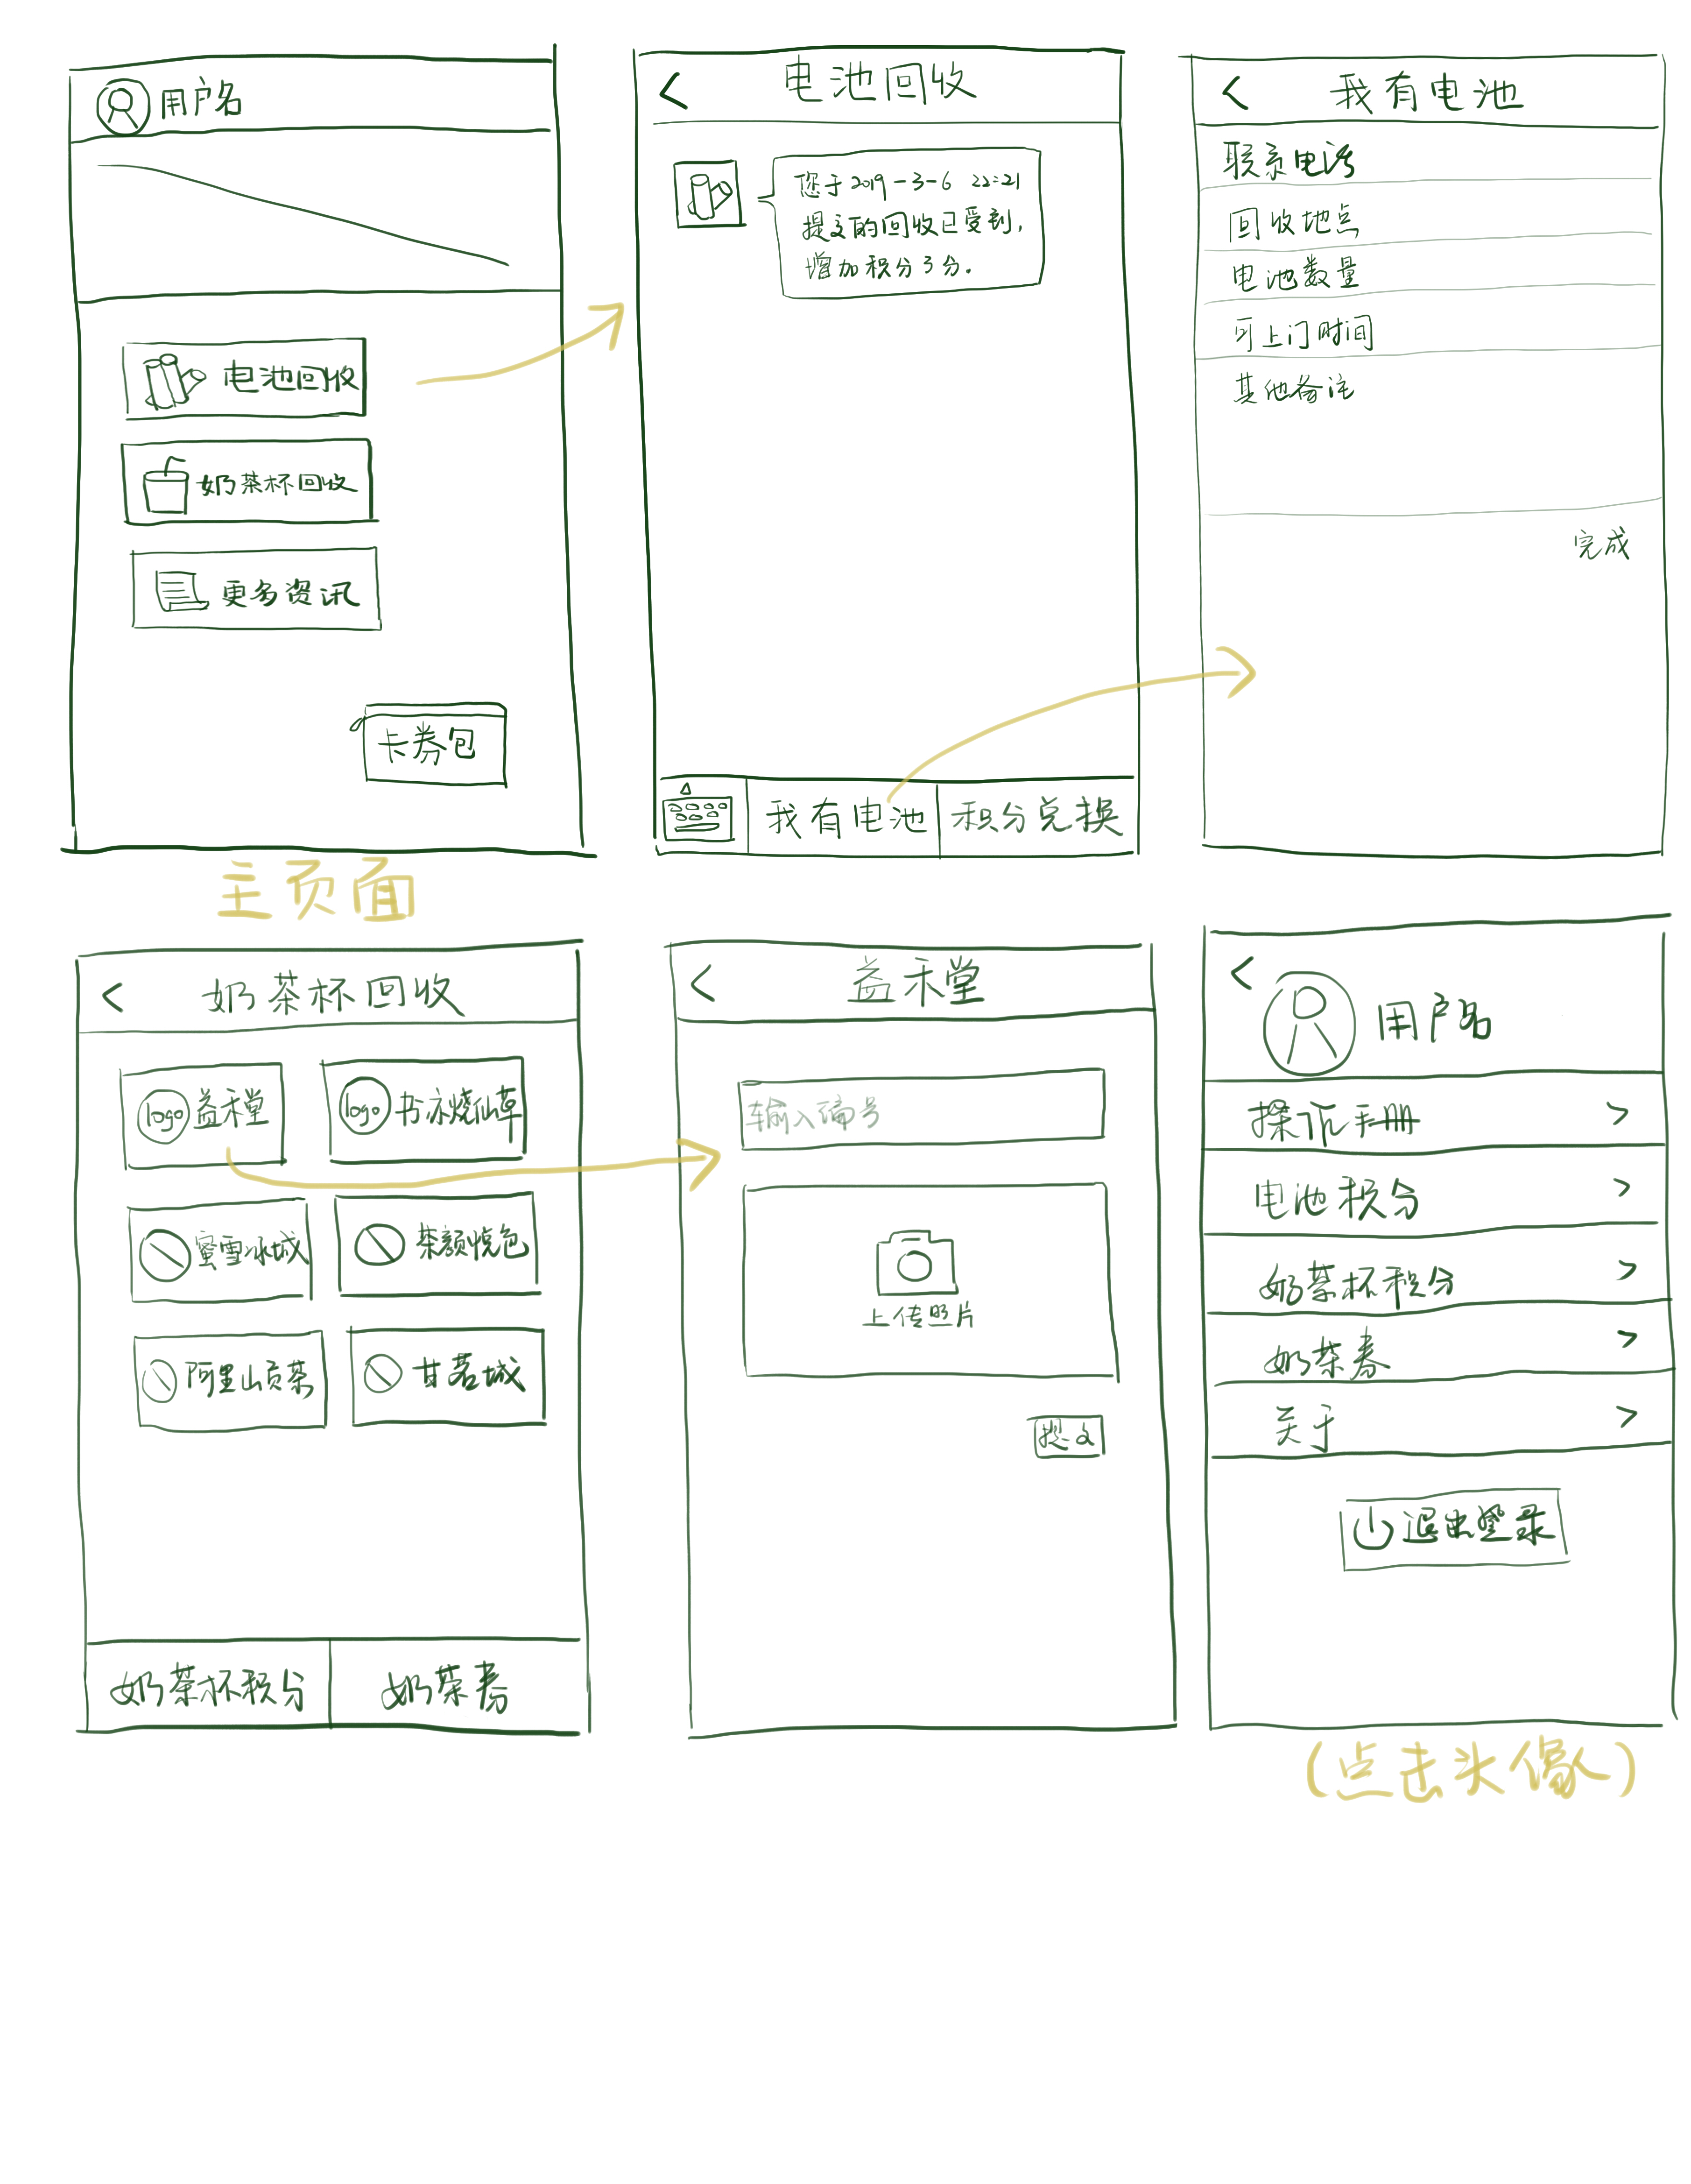 用户名
电池回收
奶茶杯回收
更多资讯
卡券包
主页面
电池回收
您于2019-3-6 22:21
提交的回收已受到,
增加积分3分.
我有电池
积分兑换
我有电池
联系电话
回收地点
电池数量
可上门时间
其他备注
完成
奶茶杯回收
logo 益禾堂
logo 书亦烧仙草
蜜雪冰城
茶颜悦色
阿里山贡茶
甘茗城
奶茶杯积分
奶茶券
益禾堂
输入编号
上传照片
提交
用户名
操作手册
电池积分
奶茶杯积分
奶茶券
关于
退出登录
(点击头像)